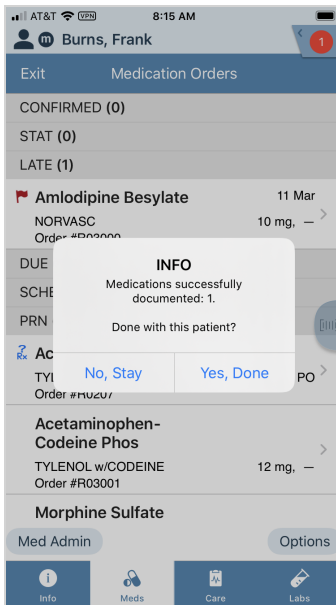 AT&T VPN 8:15 AM
m Burns, Frank
1
Exit Medication Orders
CONFIRMED (0)
STAT (0)
LATE (1)
Amlodipine Besylate 11 Mar
NORVASC 10 mg, —
Order #R03000
DUE
SCHE
PRN
INFO
Medications successfully
documented: 1.
Done with this patient?
No, Stay Yes, Done
? Rx Ac
TYL PO
Order #R0207
Acetaminophen-
Codeine Phos
TYLENOL w/CODEINE 12 mg, —
Order #R03001
Morphine Sulfate
Med Admin Options
Info Meds Care Labs